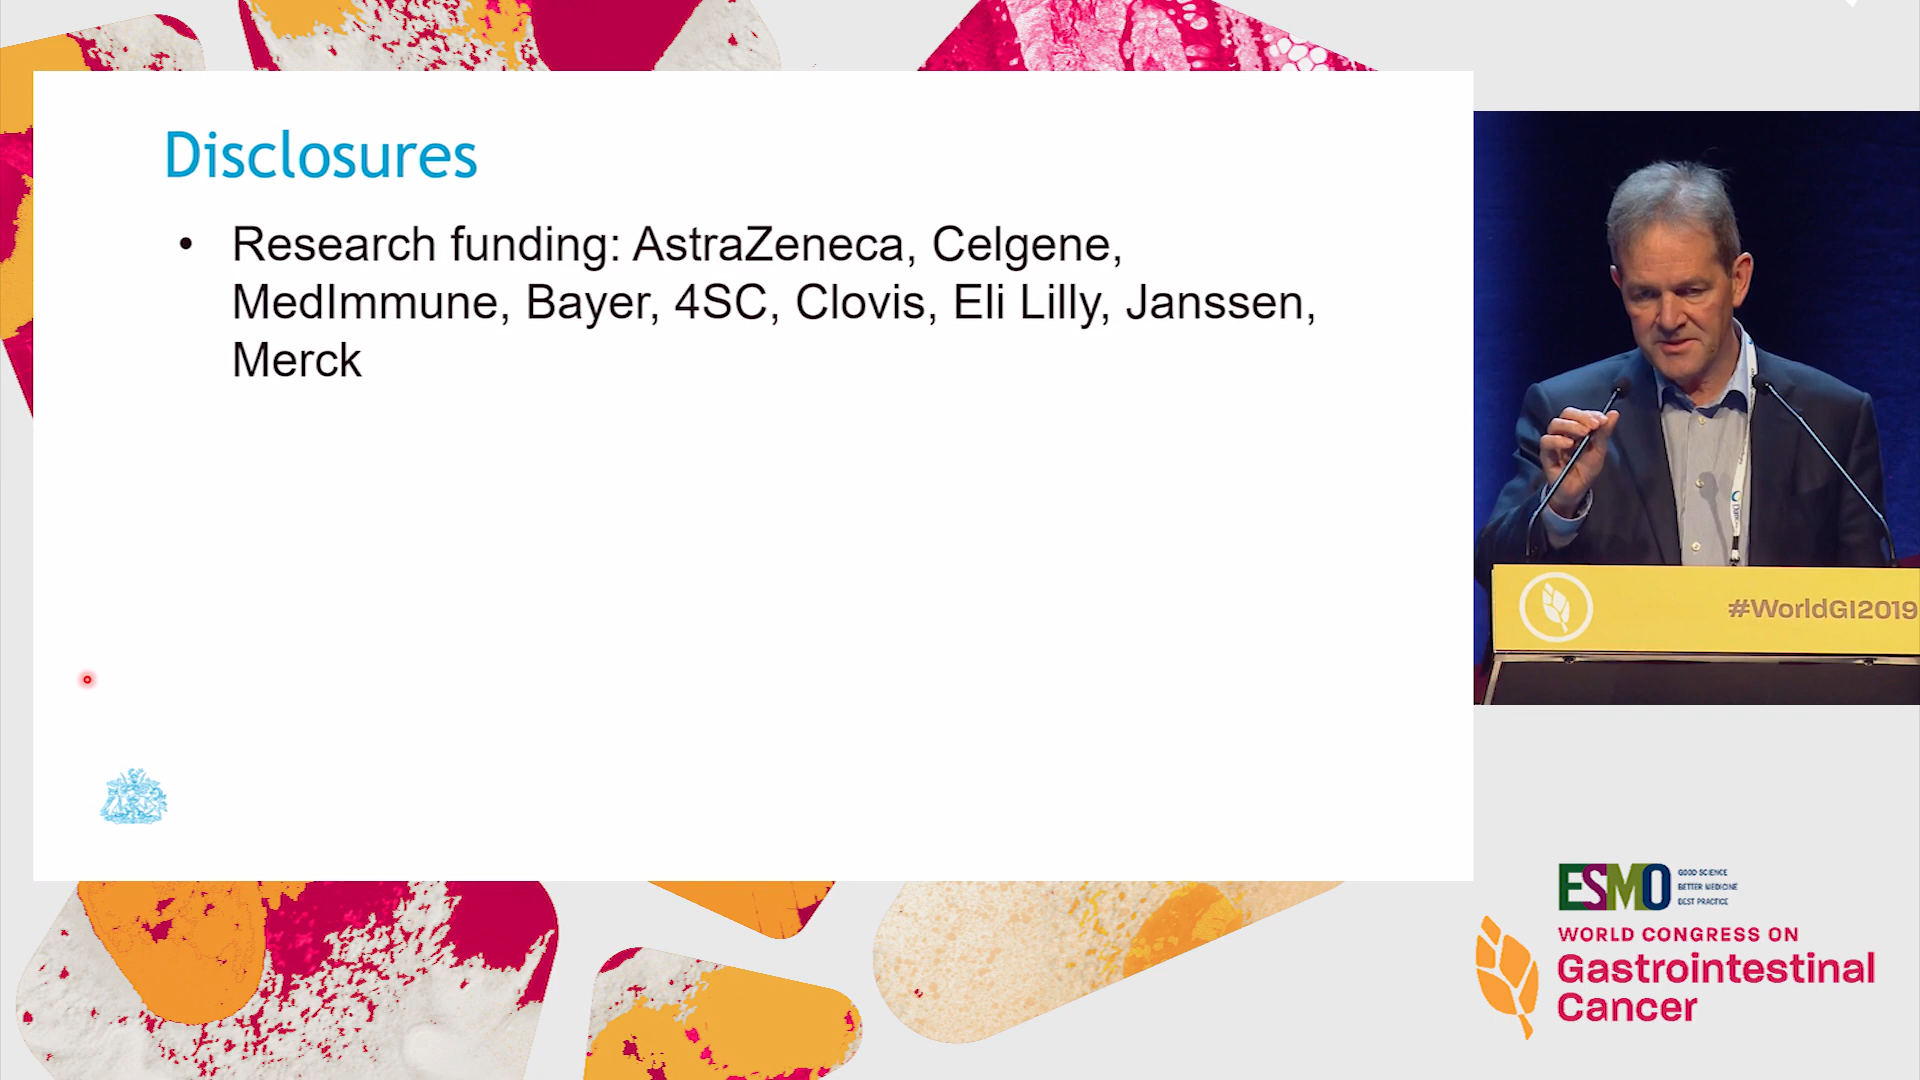 Disclosures
• Research funding: AstraZeneca, Celgene,
MedImmune, Bayer, 4SC, Clovis, Eli Lilly, Janssen,
Merck
#WorldGI2019
ESMO
GOOD SCIENCE
BETTER MEDICINE
BEST PRACTICE
WORLD CONGRESS ON
Gastrointestinal
Cancer